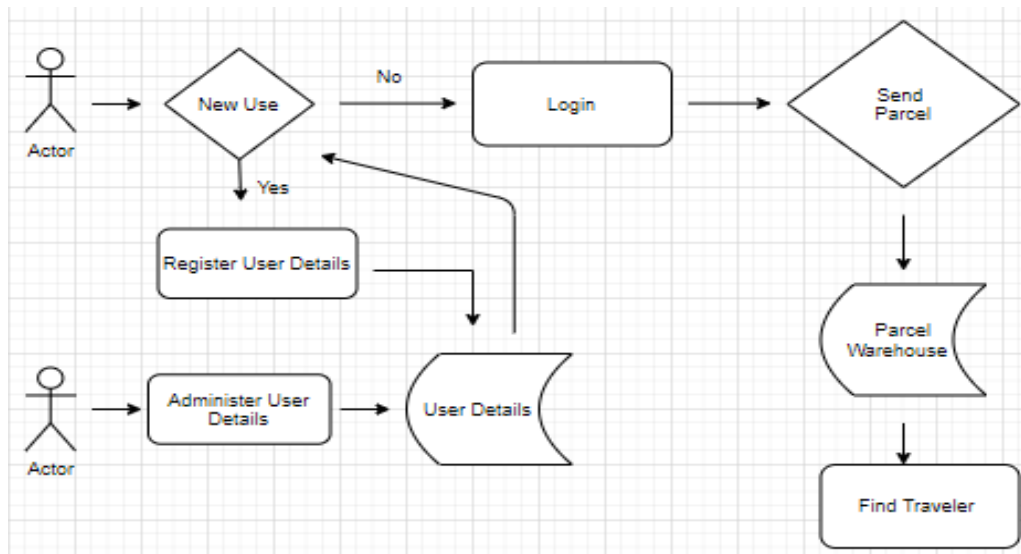 No
New Use
Login
Send
Parcel
Actor
Yes
Register User Details
Parcel
Warehouse
Administer User
Details
User Details
Actor
Find Traveler